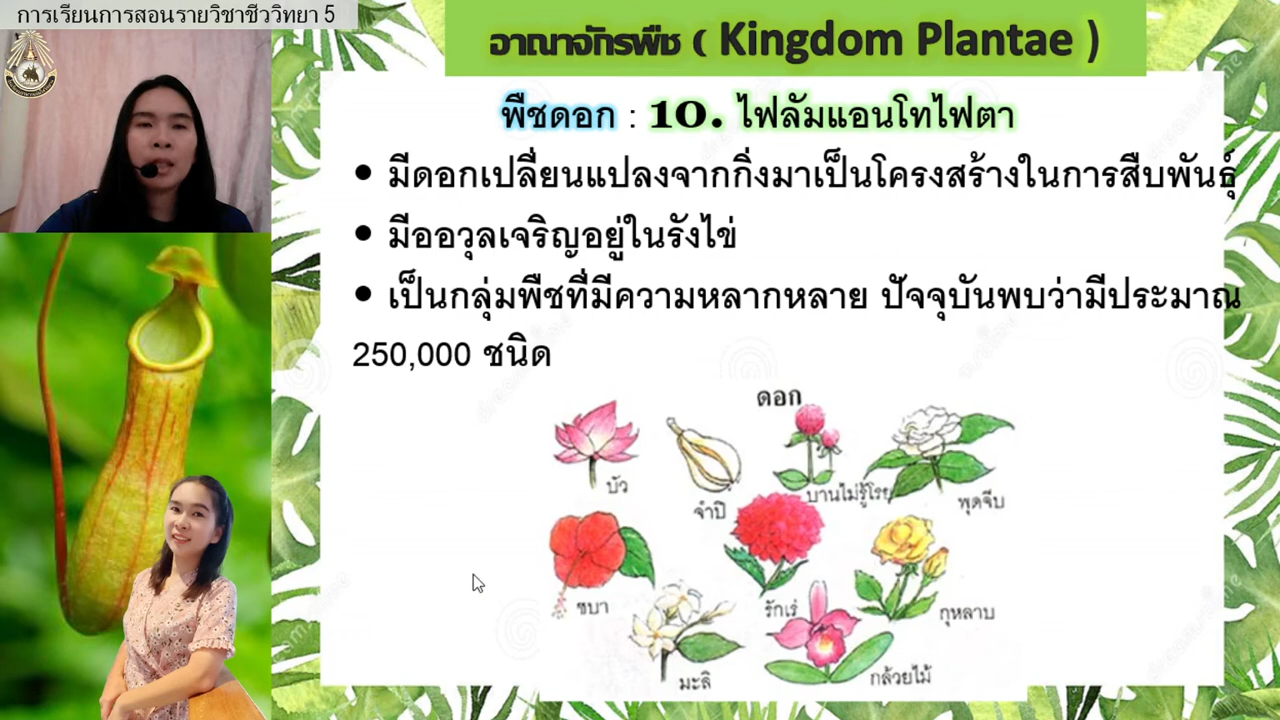 การเรียนการสอนรายวิชาชีววิทยา 5
อาณาจักรพืช ( Kingdom Plantae )
พืชดอก : 10. ไฟลัมแอนโทไฟตา
• มีดอกเปลี่ยนแปลงจากกิ่งมาเป็นโครงสร้างในการสืบพันธุ์
• มีออวุลเจริญอยู่ในรังไข่
• เป็นกลุ่มพืชที่มีความหลากหลาย ปัจจุบันพบว่ามีประมาณ
250,000 ชนิด
ดอก
บัว
จำปี
บานไม่รู้โรย
พุดจีบ
ชบา
รักเร่
กุหลาบ
มะลิ
กล้วยไม้